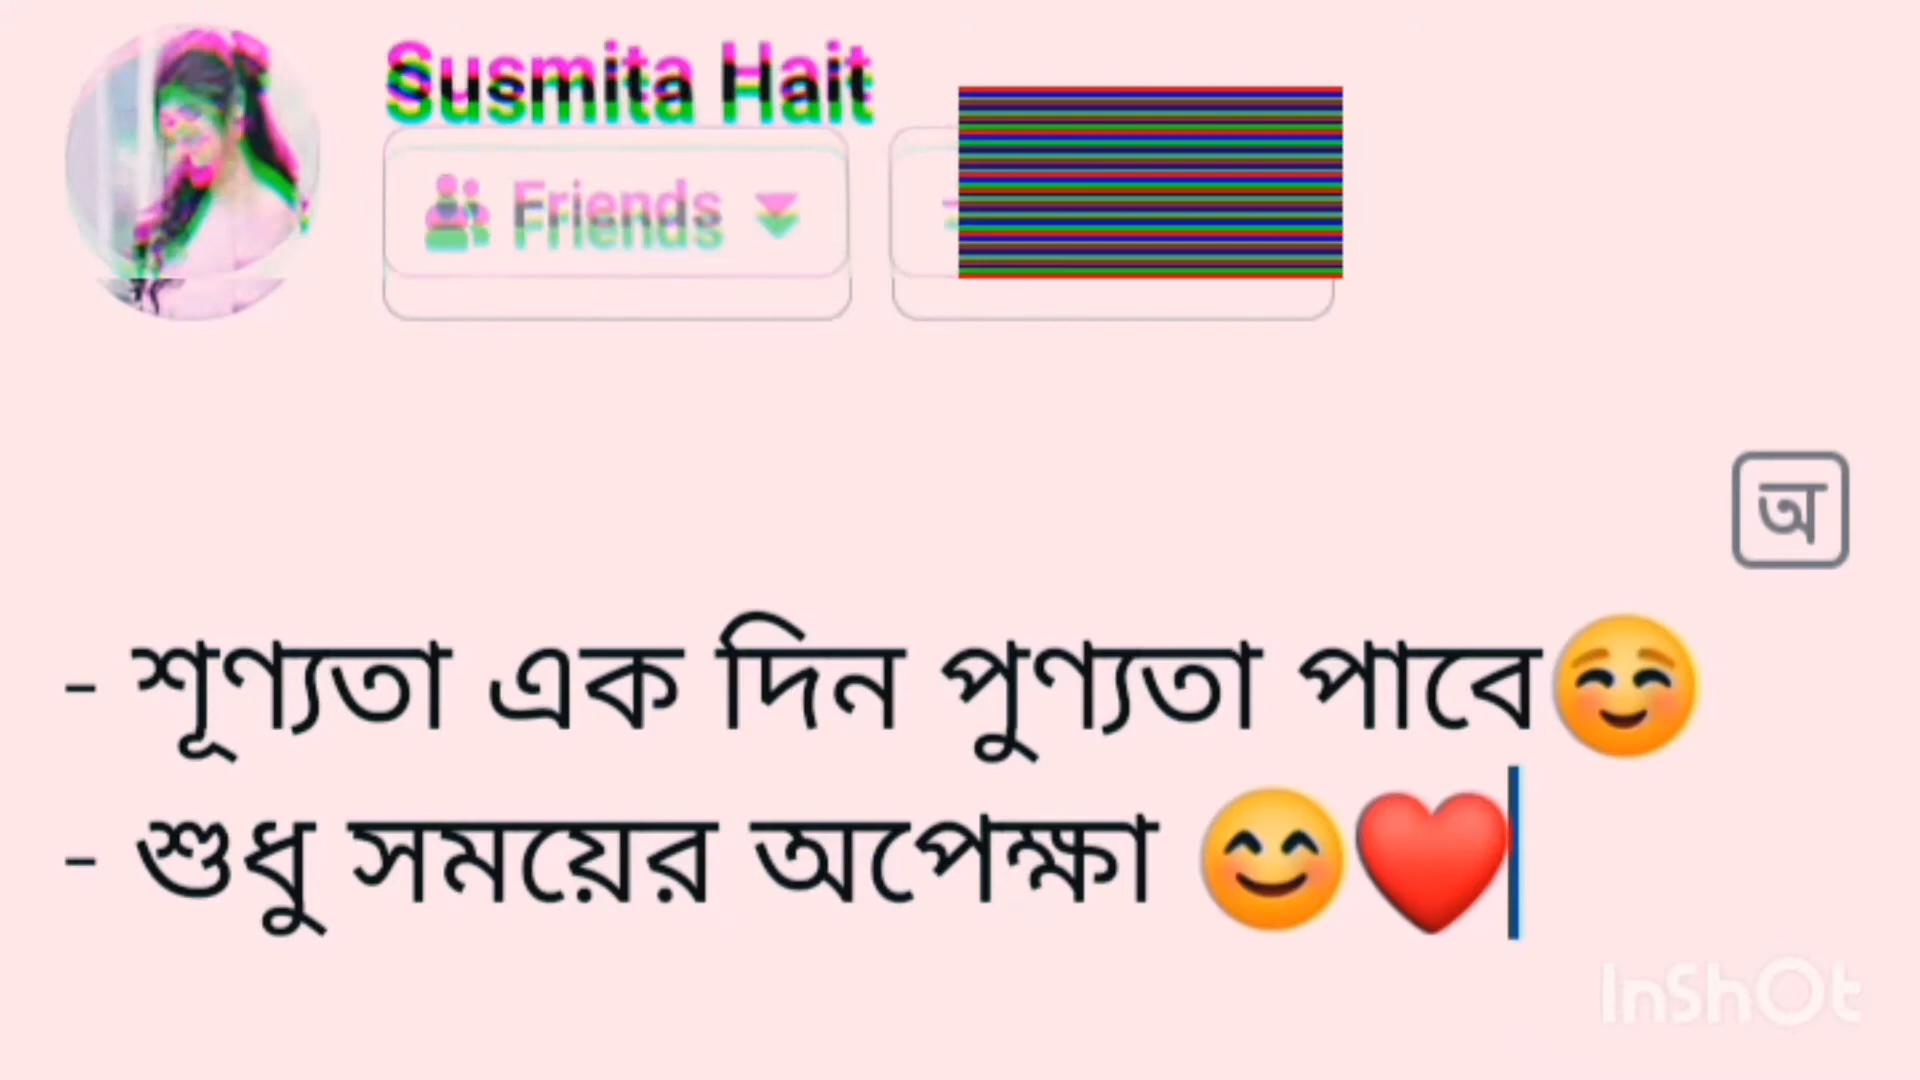 Susmita Hait
Friends
অ
- শূণ্যতা এক দিন পুণ্যতা পাবে☺️
- শুধু সময়ের অপেক্ষা 😊❤️
InShOt